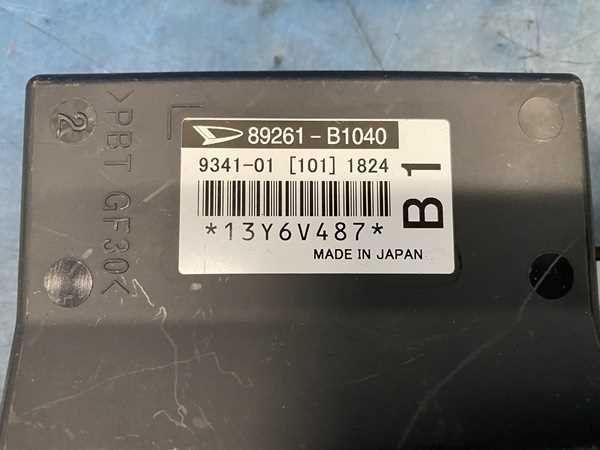 89261-B1040
9341-01 [101] 1824
B1
*13Y6V487*
MADE IN JAPAN
>PBT GF30<
2